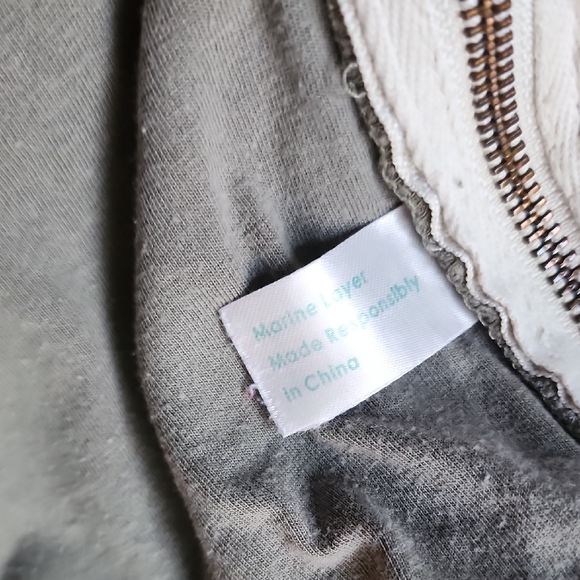 Marine Layer
Made Responsibly
in China